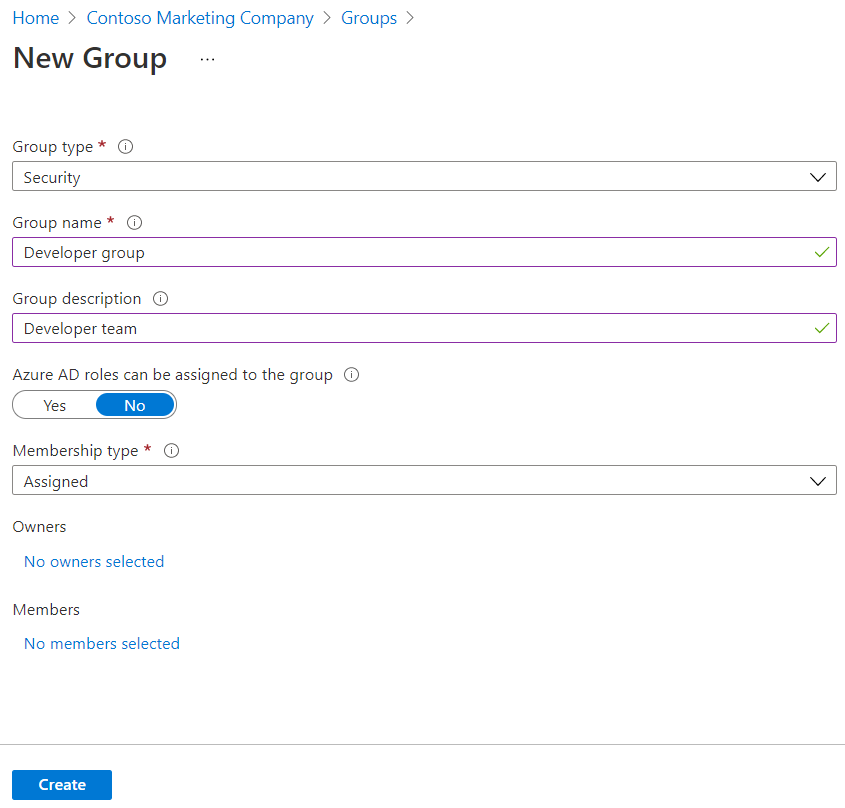 Home > Contoso Marketing Company > Groups >
New Group ...
Group type *
Security
Group name *
Developer group
Group description
Developer team
Azure AD roles can be assigned to the group
Yes No
Membership type *
Assigned
Owners
No owners selected
Members
No members selected
Create